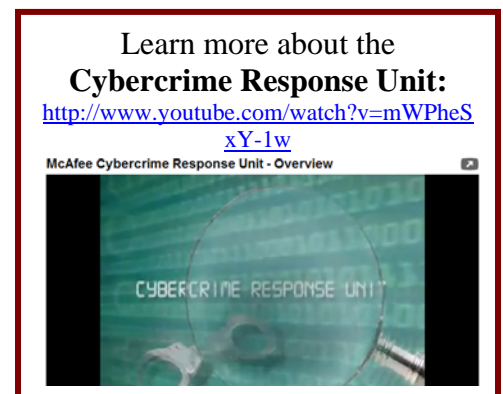 Learn more about the
Cybercrime Response Unit:
http://www.youtube.com/watch?v=mWPheS
xY-1w
McAfee Cybercrime Response Unit - Overview
CYBERCRIME RESPONSE UNIT